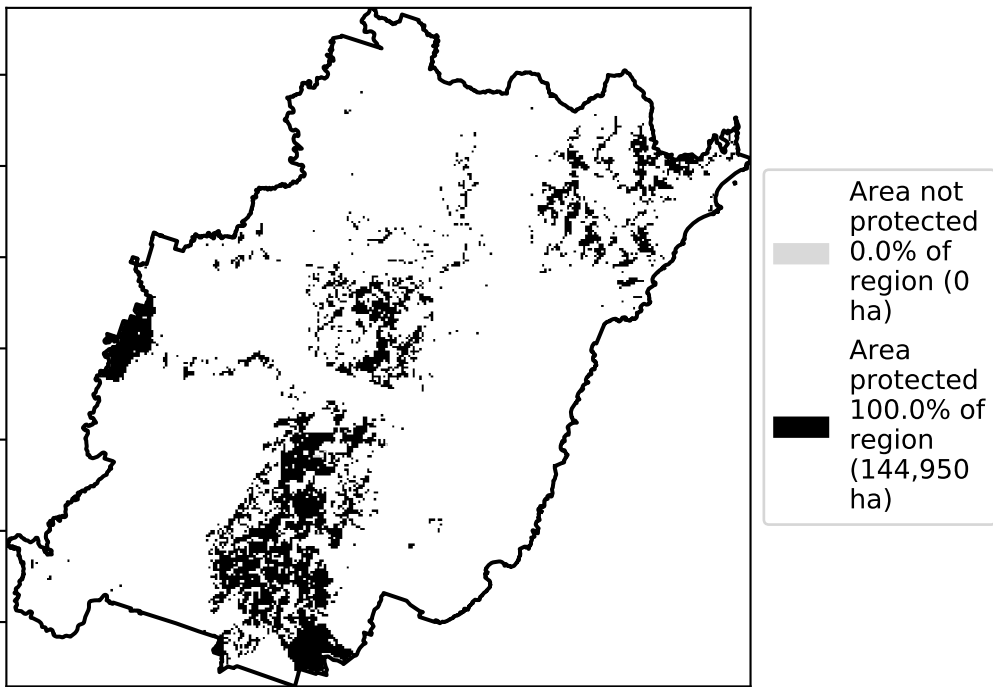 Area not
protected
0.0% of
region (0
ha)
Area
protected
100.0% of
region
(144,950
ha)